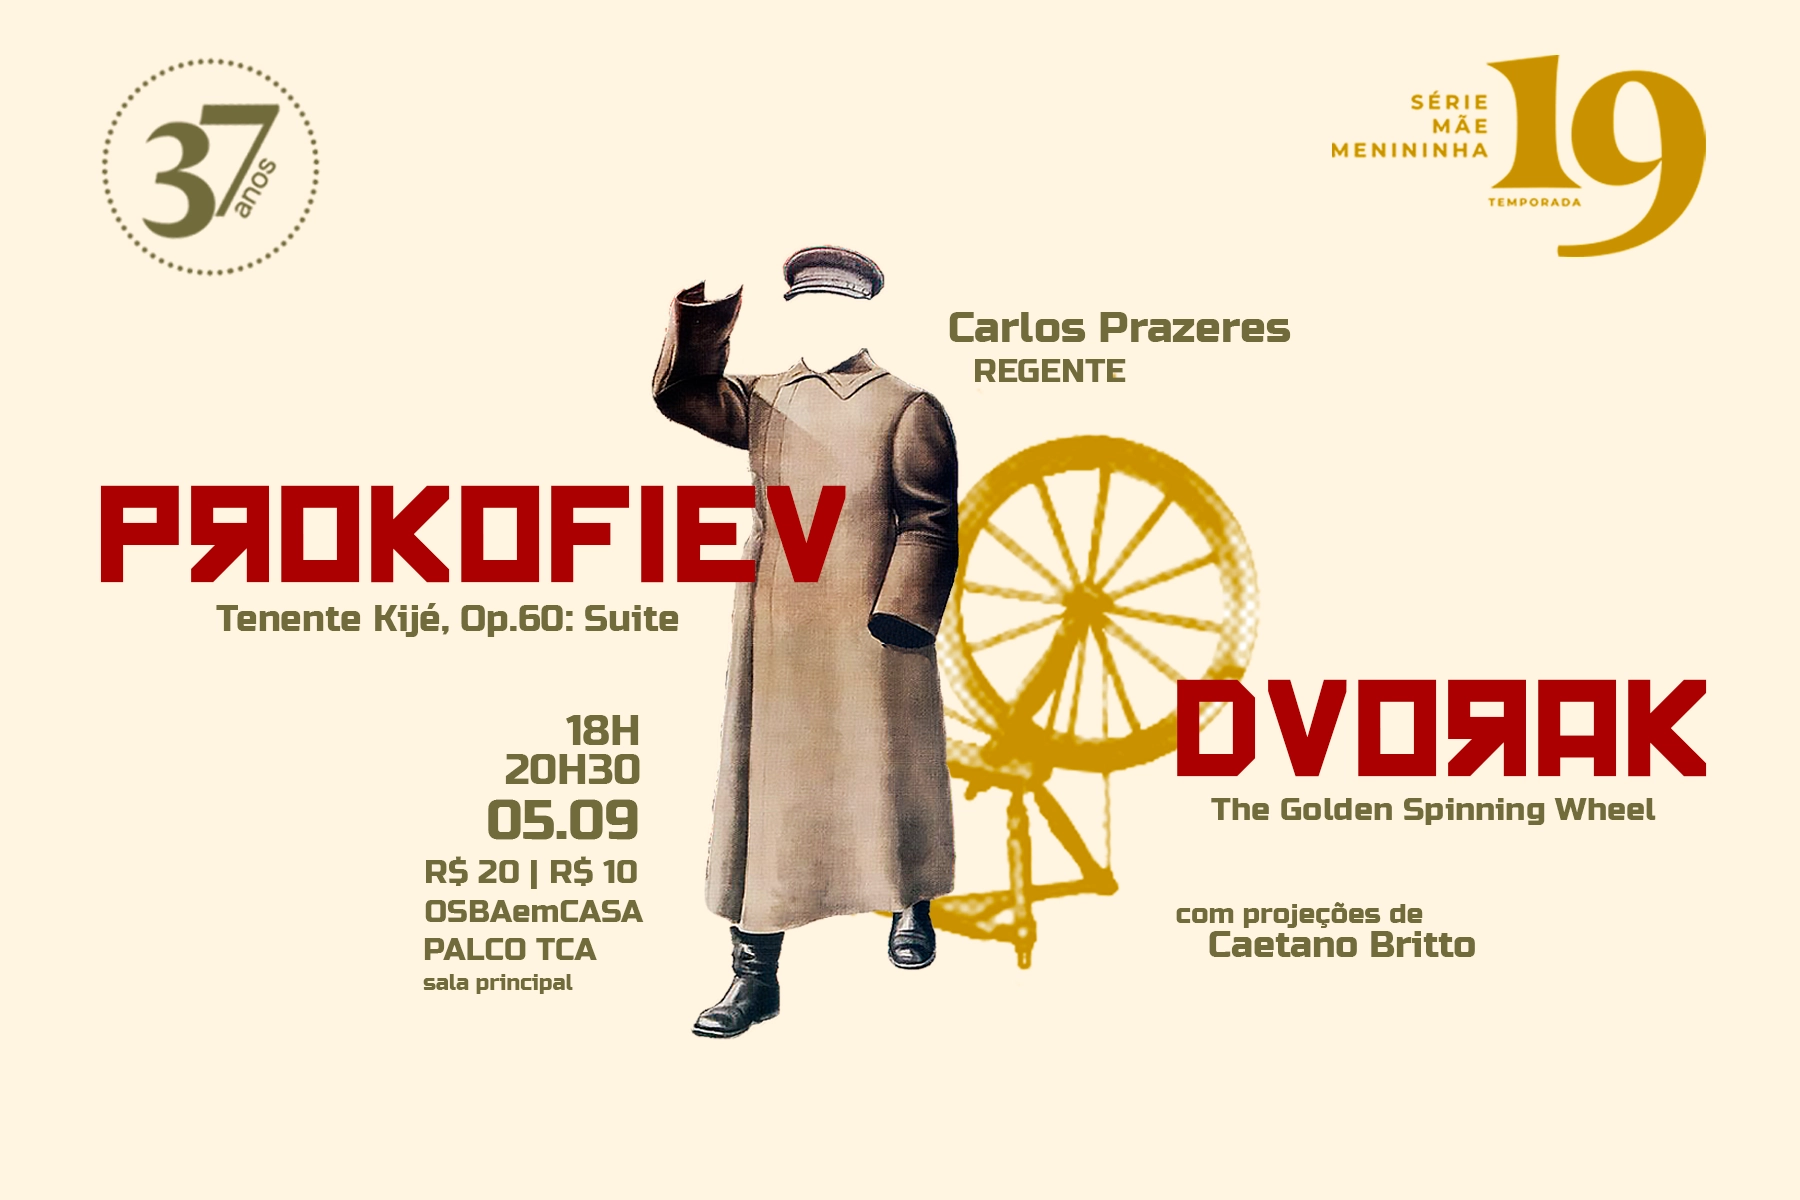 37
anos
SÉRIE
MÃE
MENININHA
19
TEMPORADA
Carlos Prazeres
REGENTE
PROKOFIEV
Tenente Kijé, Op.60: Suite
18H
20H30
05.09
R$ 20 | R$ 10
OSBAemCASA
PALCO TCA
sala principal
DVORAK
The Golden Spinning Wheel
com projeções de
Caetano Britto